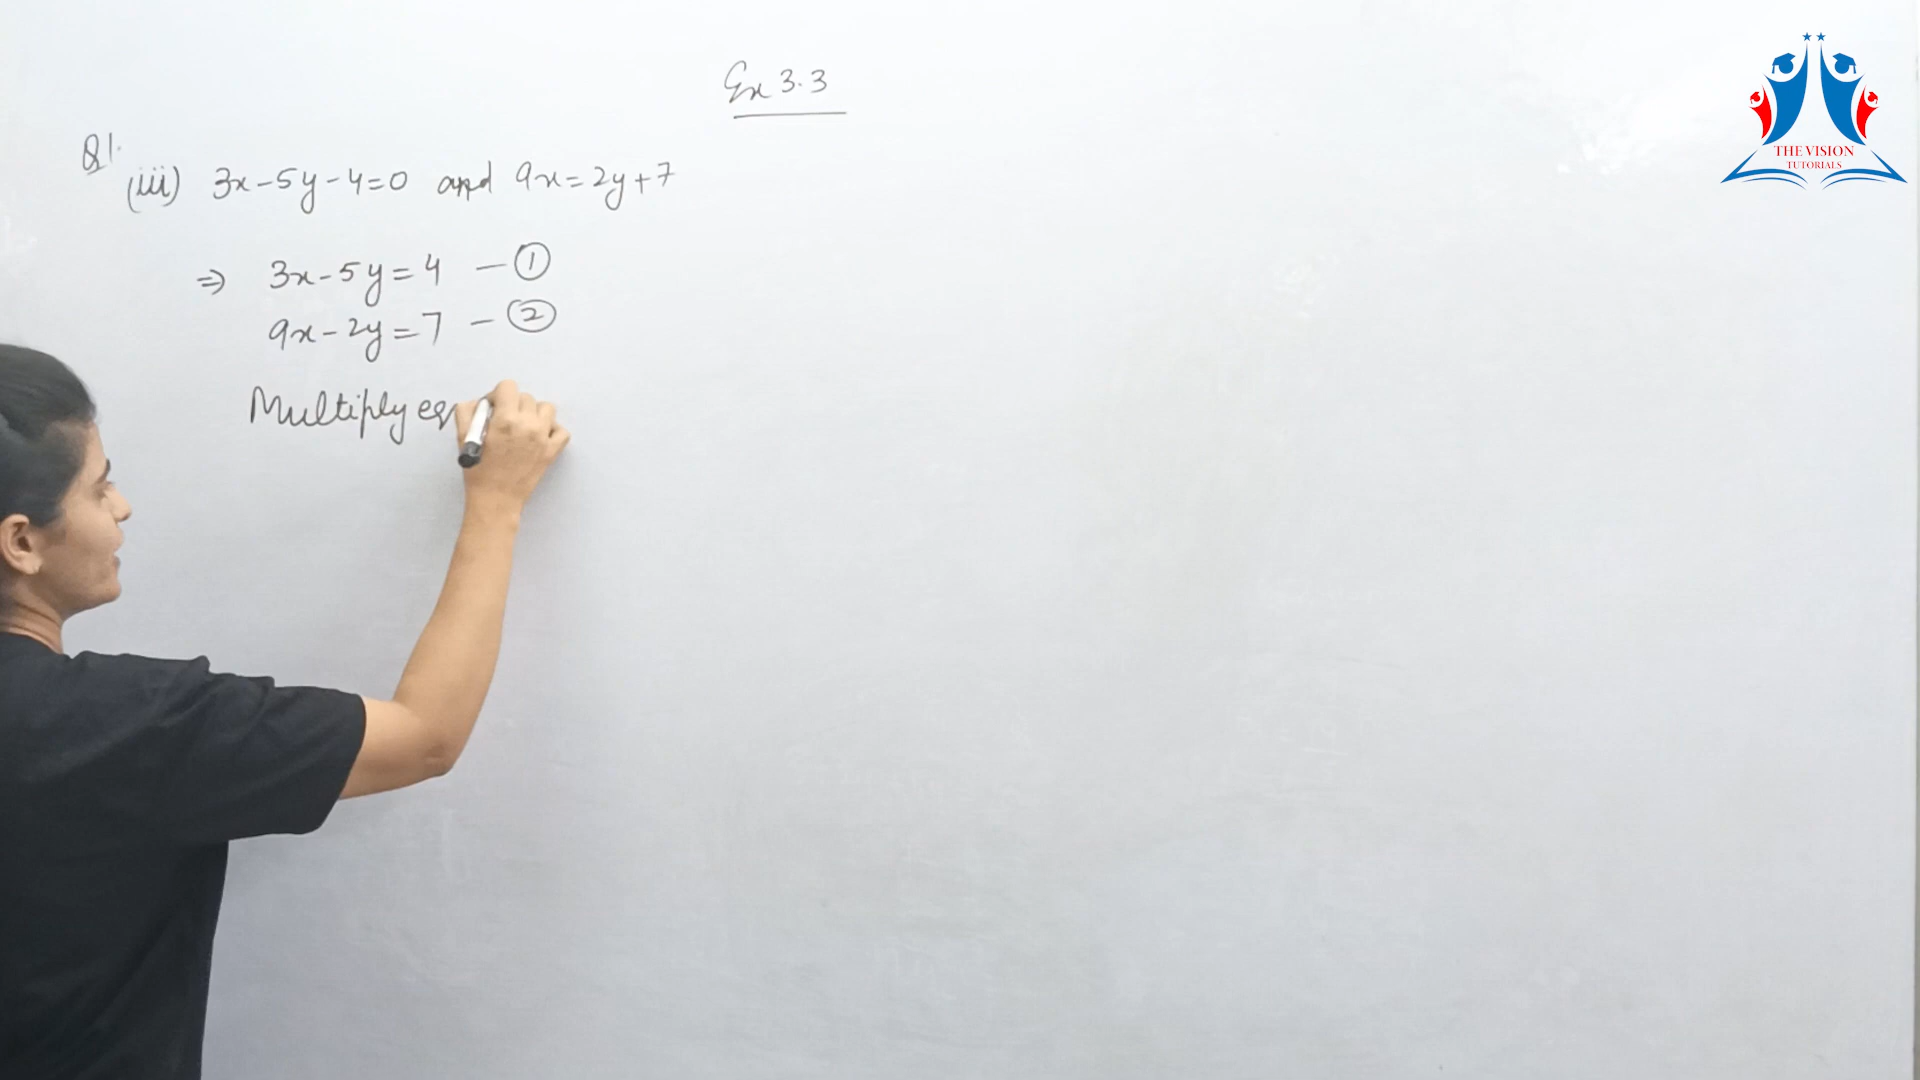 Ex 3.3
Q1.
(iii) 3x-5y-4=0 and 9x=2y+7
⇒ 3x-5y=4 — ①
9x-2y=7 — ②
Multiply eq
THE VISION
TUTORIALS